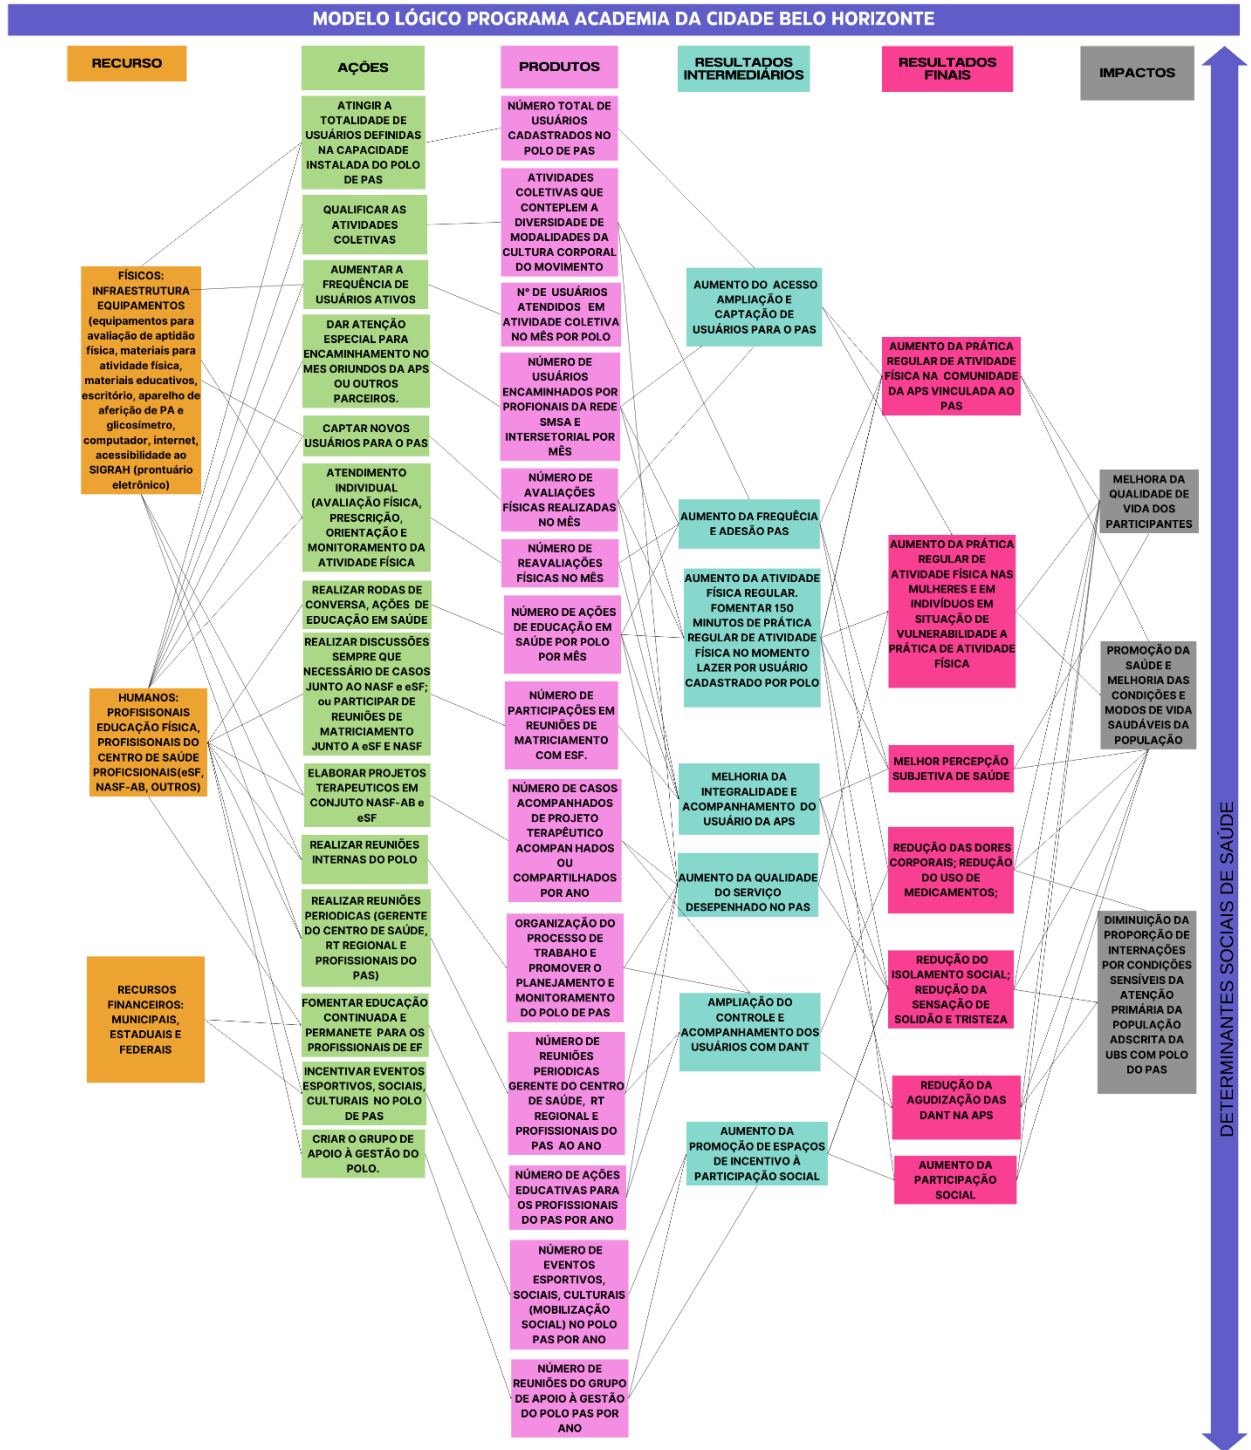 MODELO LÓGICO PROGRAMA ACADEMIA DA CIDADE BELO HORIZONTE
RECURSO
FÍSICOS:
INFRAESTRUTURA
EQUIPAMENTOS
(equipamentos para
avaliação de aptidão
física, materiais para
atividade física,
materiais educativos,
escritório, aparelho de
aferição de PA e
glicosímetro,
computador, internet,
acessibilidade ao
SIGRAH (prontuário
eletrônico)
HUMANOS:
PROFISISONAIS
EDUCAÇÃO FÍSICA,
PROFISISONAIS DO
CENTRO DE SAÚDE
PROFICSIONAIS(eSF,
NASF-AB, OUTROS)
RECURSOS
FINANCEIROS:
MUNICIPAIS,
ESTADUAIS E
FEDERAIS
AÇÕES
ATINGIR A
TOTALIDADE DE
USUÁRIOS DEFINIDAS
NA CAPACIDADE
INSTALADA DO POLO
DE PAS
QUALIFICAR AS
ATIVIDADES
COLETIVAS
AUMENTAR A
FREQUÊNCIA DE
USUÁRIOS ATIVOS
DAR ATENÇÃO
ESPECIAL PARA
ENCAMINHAMENTO NO
MES ORIUNDOS DA APS
OU OUTROS
PARCEIROS.
CAPTAR NOVOS
USUÁRIOS PARA O PAS
ATENDIMENTO
INDIVIDUAL
(AVALIAÇÃO FÍSICA,
PRESCRIÇÃO,
ORIENTAÇÃO E
MONITORAMENTO DA
ATIVIDADE FÍSICA
REALIZAR RODAS DE
CONVERSA, AÇÕES DE
EDUCAÇÃO EM SAÚDE
REALIZAR DISCUSSÕES
SEMPRE QUE
NECESSÁRIO DE CASOS
JUNTO AO NASF e eSF;
ou PARTICIPAR DE
REUNIÕES DE
MATRICIAMENTO
JUNTO A eSF E NASF
ELABORAR PROJETOS
TERAPEUTICOS EM
CONJUTO NASF-AB e
eSF
REALIZAR REUNIÕES
INTERNAS DO POLO
REALIZAR REUNIÕES
PERIODICAS (GERENTE
DO CENTRO DE SAÚDE,
RT REGIONAL E
PROFISSIONAIS DO
PAS)
FOMENTAR EDUCAÇÃO
CONTINUADA E
PERMANETE PARA OS
PROFISSIONAIS DE EF
INCENTIVAR EVENTOS
ESPORTIVOS, SOCIAIS,
CULTURAIS NO POLO
DE PAS
CRIAR O GRUPO DE
APOIO À GESTÃO DO
POLO.
PRODUTOS
NÚMERO TOTAL DE
USUÁRIOS
CADASTRADOS NO
POLO DE PAS
ATIVIDADES
COLETIVAS QUE
CONTEPLEM A
DIVERSIDADE DE
MODALIDADES DA
CULTURA CORPORAL
DO MOVIMENTO
N° DE USUÁRIOS
ATENDIDOS EM
ATIVIDADE COLETIVA
NO MÊS POR POLO
NÚMERO DE
USUÁRIOS
ENCAMINHADOS POR
PROFIONAIS DA REDE
SMSA E
INTERSETORIAL POR
MÊS
NÚMERO DE
AVALIAÇÕES
FÍSICAS REALIZADAS
NO MÊS
NÚMERO DE
REAVALIAÇÕES
FÍSICAS NO MÊS
NÚMERO DE AÇÕES
DE EDUCAÇÃO EM
SAÚDE POR POLO
POR MÊS
NÚMERO DE
PARTICIPAÇÕES EM
REUNIÕES DE
MATRICIAMENTO
COM ESF.
NÚMERO DE CASOS
ACOMPANHADOS
DE PROJETO
TERAPÊUTICO
ACOMPAN HADOS
OU
COMPARTILHADOS
POR ANO
ORGANIZAÇÃO DO
PROCESSO DE
TRABAHO E
PROMOVER O
PLANEJAMENTO E
MONITORAMENTO
DO POLO DE PAS
NÚMERO DE
REUNIÕES
PERIODICAS
GERENTE DO CENTRO
DE SAÚDE, RT
REGIONAL E
PROFISSIONAIS DO
PAS AO ANO
NÚMERO DE AÇÕES
EDUCATIVAS PARA
OS PROFISSIONAIS
DO PAS POR ANO
NÚMERO DE
EVENTOS
ESPORTIVOS,
SOCIAIS, CULTURAIS
(MOBILIZAÇÃO
SOCIAL) NO POLO
PAS POR ANO
NÚMERO DE
REUNIÕES DO GRUPO
DE APOIO À GESTÃO
DO POLO PAS POR
ANO
RESULTADOS
INTERMEDIÁRIOS
AUMENTO DO ACESSO
AMPLIAÇÃO E
CAPTAÇÃO DE
USUÁRIOS PARA O PAS
AUMENTO DA FREQUÊCIA
E ADESÃO PAS
AUMENTO DA ATIVIDADE
FÍSICA REGULAR.
FOMENTAR 150
MINUTOS DE PRÁTICA
REGULAR DE ATIVIDADE
FÍSICA NO MOMENTO
LAZER POR USUÁRIO
CADASTRADO POR POLO
MELHORIA DA
INTEGRALIDADE E
ACOMPANHAMENTO DO
USUÁRIO DA APS
AUMENTO DA QUALIDADE
DO SERVIÇO
DESEPENHADO NO PAS
AMPLIAÇÃO DO
CONTROLE E
ACOMPANHAMENTO DOS
USUÁRIOS COM DANT
AUMENTO DA
PROMOÇÃO DE ESPAÇOS
DE INCENTIVO À
PARTICIPAÇÃO SOCIAL
RESULTADOS
FINAIS
AUMENTO DA PRÁTICA
REGULAR DE ATIVIDADE
FÍSICA NA COMUNIDADE
DA APS VINCULADA AO
PAS
AUMENTO DA PRÁTICA
REGULAR DE
ATIVIDADE FÍSICA NAS
MULHERES E EM
INDIVÍDUOS EM
SITUAÇÃO DE
VULNERABILIDADE A
PRÁTICA DE ATIVIDADE
FÍSICA
MELHOR PERCEPÇÃO
SUBJETIVA DE SAÚDE
REDUÇÃO DAS DORES
CORPORAIS; REDUÇÃO
DO USO DE
MEDICAMENTOS;
REDUÇÃO DO
ISOLAMENTO SOCIAL;
REDUÇÃO DA
SENSAÇÃO DE
SOLIDÃO E TRISTEZA
REDUÇÃO DA
AGUDIZAÇÃO DAS
DANT NA APS
AUMENTO DA
PARTICIPAÇÃO
SOCIAL
IMPACTOS
MELHORA DA
QUALIDADE DE
VIDA DOS
PARTICIPANTES
PROMOÇÃO DA
SAÚDE E
MELHORIA DAS
CONDIÇÕES E
MODOS DE VIDA
SAUDÁVEIS DA
POPULAÇÃO
DIMINUIÇÃO DA
PROPORÇÃO DE
INTERNAÇÕES
POR CONDIÇÕES
SENSÍVEIS DA
ATENÇÃO
PRIMÁRIA DA
POPULAÇÃO
ADSCRITA DA
UBS COM POLO
DO PAS
DETERMINANTES SOCIAIS DE SAÚDE